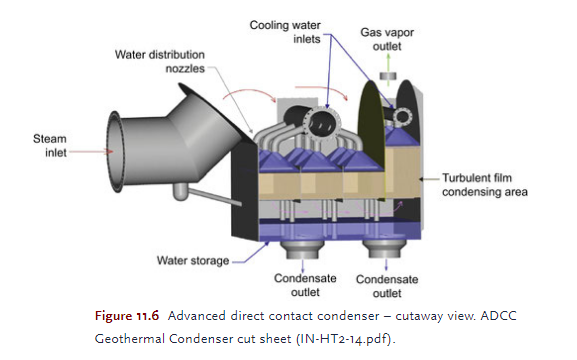 Cooling water
inlets
Gas vapor
outlet
Water distribution
nozzles
Steam
inlet
Turbulent film
condensing area
Water storage
Condensate
outlet
Condensate
outlet
Figure 11.6 Advanced direct contact condenser – cutaway view. ADCC
Geothermal Condenser cut sheet (IN-HT2-14.pdf).